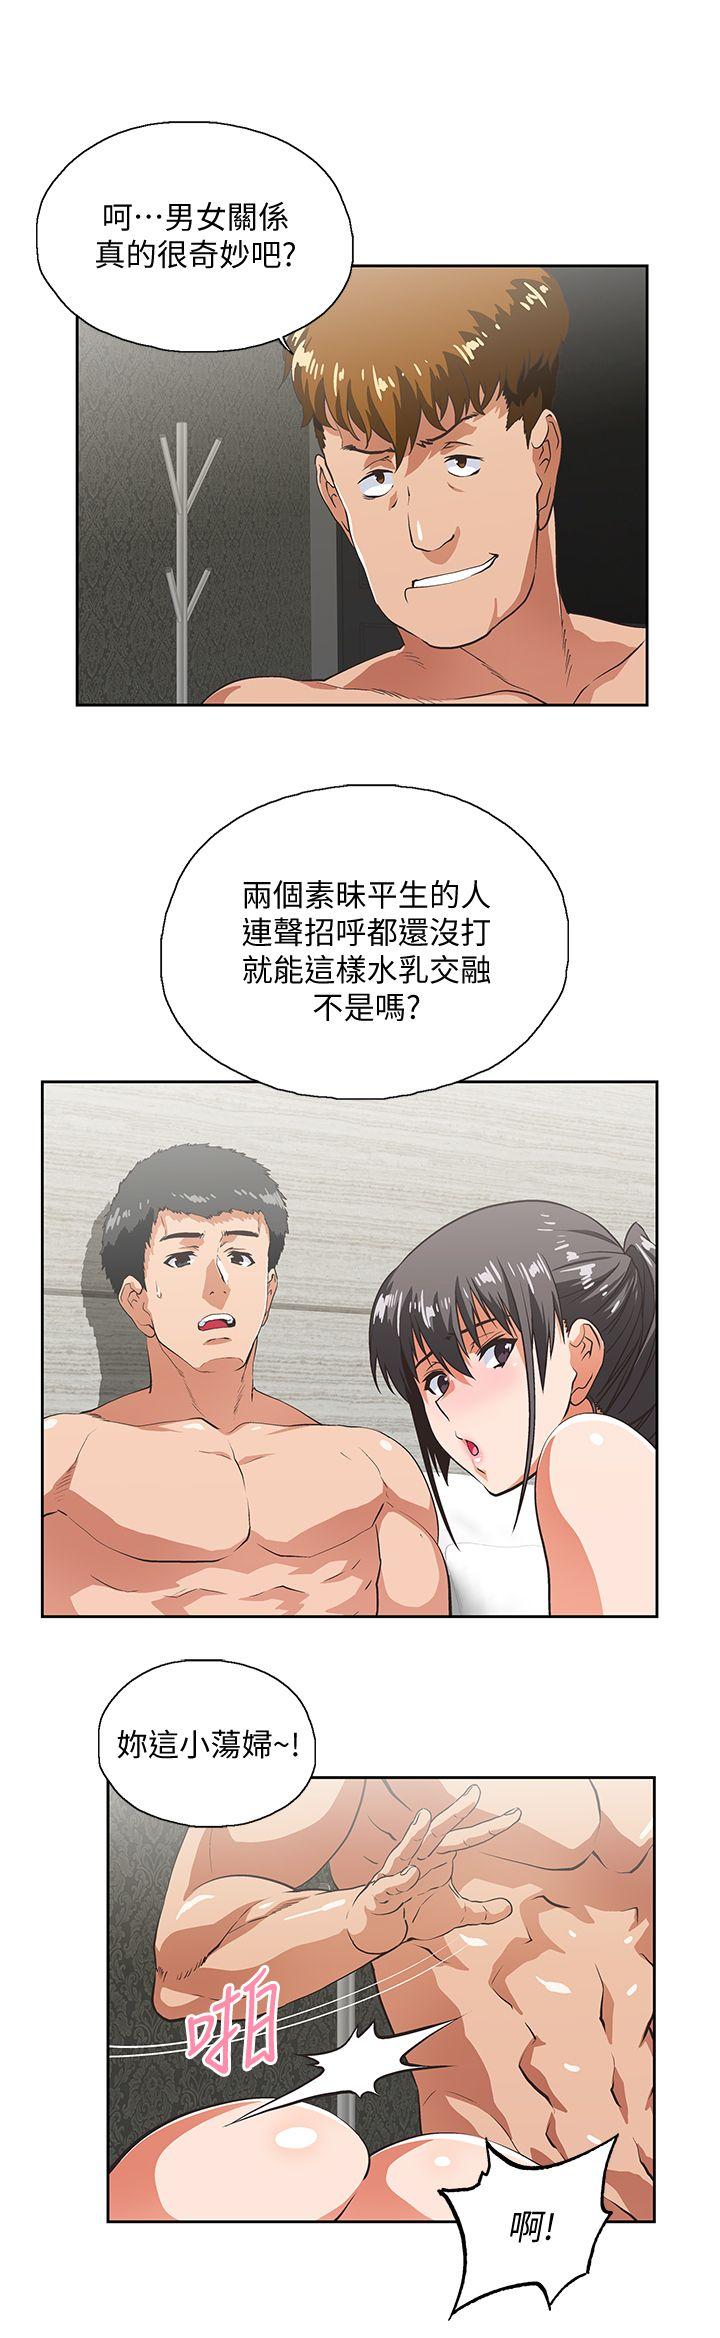 呵⋯男女關係
真的很奇妙吧?
兩個素昧平生的人
連聲招呼都還沒打
就能這樣水乳交融
不是嗎?
妳這小蕩婦~!
啪
啊!